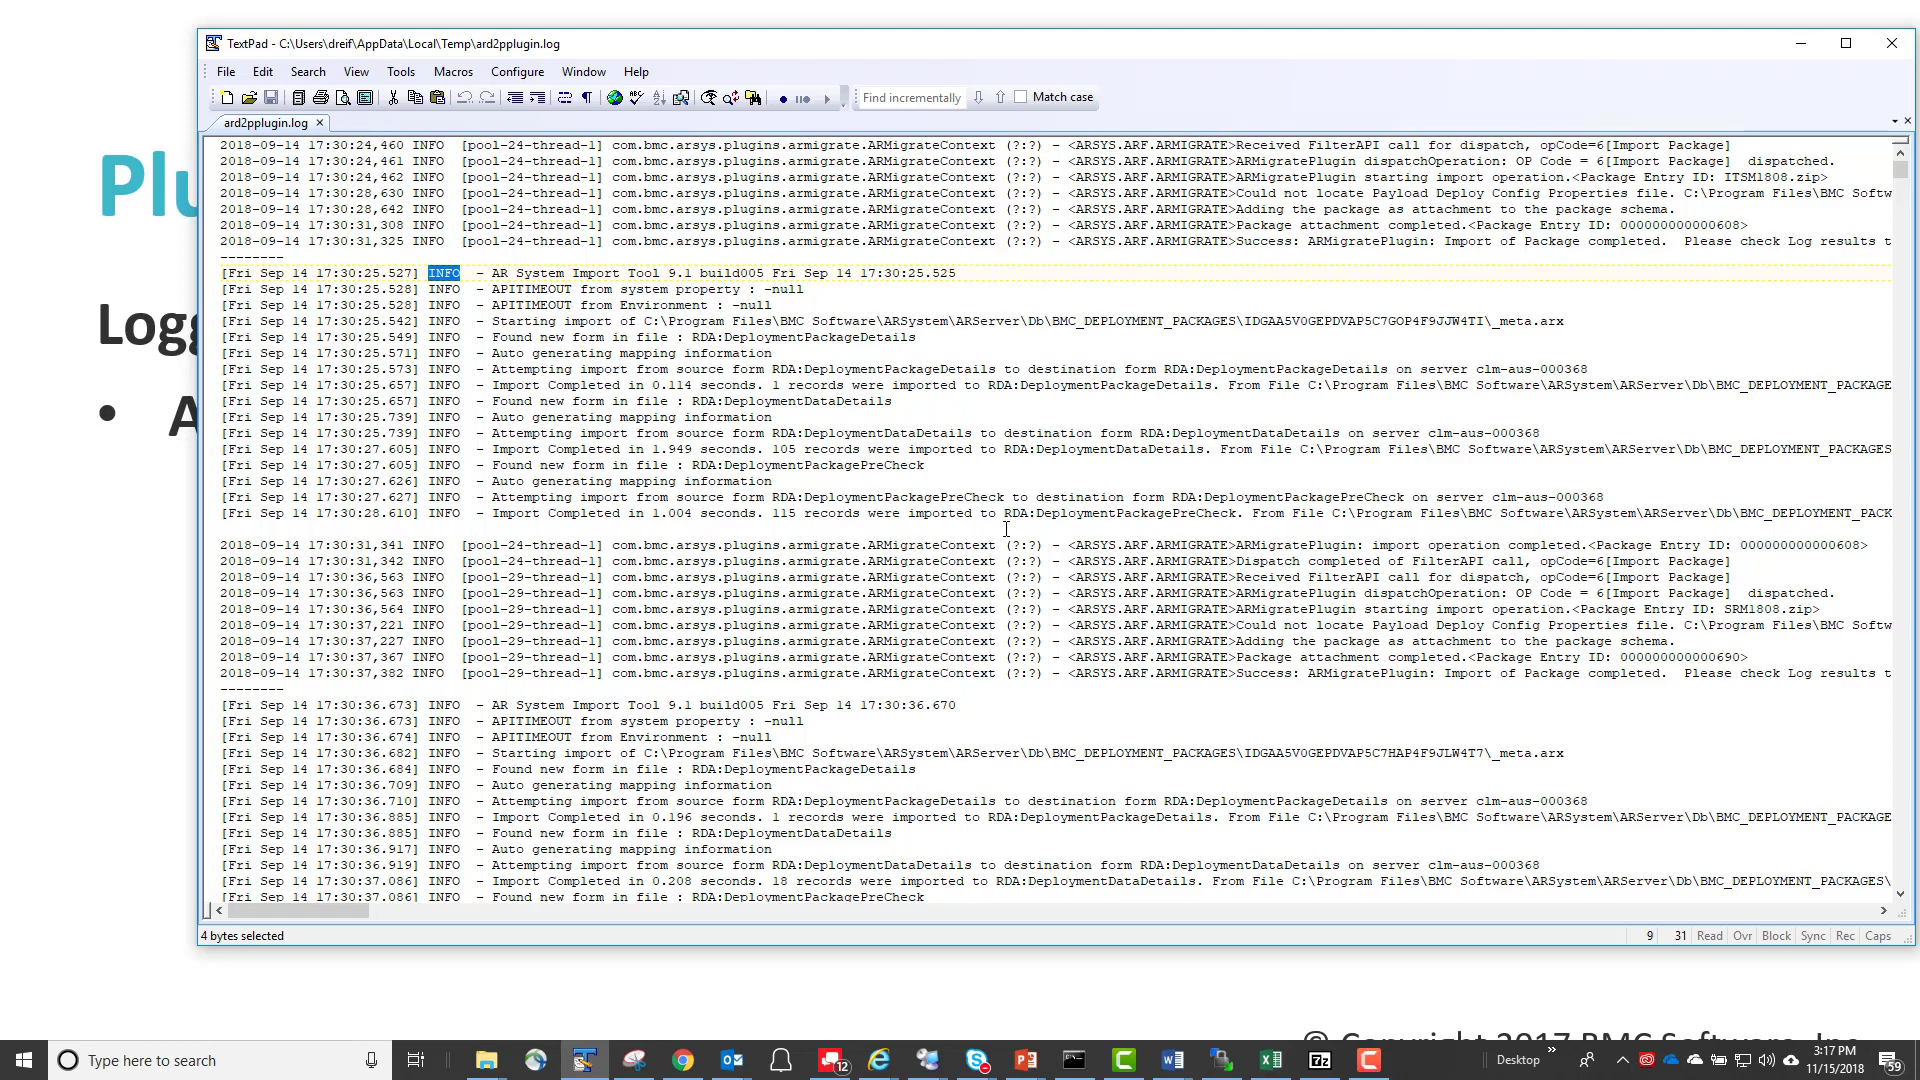 TextPad - C:\Users\dreif\AppData\Local\Temp\ard2pplugin.log
File Edit Search View Tools Macros Configure Window Help
Find incrementally Match case
ard2pplugin.log
2018-09-14 17:30:24,460 INFO [pool-24-thread-1] com.bmc.arsys.plugins.armigrate.ARMigrateContext (?:?) - <ARSYS.ARF.ARMIGRATE>Received FilterAPI call for dispatch, opCode=6[Import Package]
2018-09-14 17:30:24,461 INFO [pool-24-thread-1] com.bmc.arsys.plugins.armigrate.ARMigrateContext (?:?) - <ARSYS.ARF.ARMIGRATE>ARMigratePlugin dispatchOperation: OP Code = 6[Import Package] dispatched.
2018-09-14 17:30:24,462 INFO [pool-24-thread-1] com.bmc.arsys.plugins.armigrate.ARMigrateContext (?:?) - <ARSYS.ARF.ARMIGRATE>ARMigratePlugin starting import operation.<Package Entry ID: ITSM1808.zip>
2018-09-14 17:30:28,630 INFO [pool-24-thread-1] com.bmc.arsys.plugins.armigrate.ARMigrateContext (?:?) - <ARSYS.ARF.ARMIGRATE>Could not locate Payload Deploy Config Properties file. C:\Program Files\BMC Softw
2018-09-14 17:30:28,642 INFO [pool-24-thread-1] com.bmc.arsys.plugins.armigrate.ARMigrateContext (?:?) - <ARSYS.ARF.ARMIGRATE>Adding the package as attachment to the package schema.
2018-09-14 17:30:31,308 INFO [pool-24-thread-1] com.bmc.arsys.plugins.armigrate.ARMigrateContext (?:?) - <ARSYS.ARF.ARMIGRATE>Package attachment completed.<Package Entry ID: 000000000000608>
2018-09-14 17:30:31,325 INFO [pool-24-thread-1] com.bmc.arsys.plugins.armigrate.ARMigrateContext (?:?) - <ARSYS.ARF.ARMIGRATE>Success: ARMigratePlugin: Import of Package completed. Please check Log results t
--------
[Fri Sep 14 17:30:25.527] INFO - AR System Import Tool 9.1 build005 Fri Sep 14 17:30:25.525
[Fri Sep 14 17:30:25.528] INFO - APITIMEOUT from system property : -null
[Fri Sep 14 17:30:25.528] INFO - APITIMEOUT from Environment : -null
[Fri Sep 14 17:30:25.542] INFO - Starting import of C:\Program Files\BMC Software\ARSystem\ARServer\Db\BMC_DEPLOYMENT_PACKAGES\IDGAA5V0GEPDVAP5C7GOP4F9JJW4TI\_meta.arx
[Fri Sep 14 17:30:25.549] INFO - Found new form in file : RDA:DeploymentPackageDetails
[Fri Sep 14 17:30:25.571] INFO - Auto generating mapping information
[Fri Sep 14 17:30:25.573] INFO - Attempting import from source form RDA:DeploymentPackageDetails to destination form RDA:DeploymentPackageDetails on server clm-aus-000368
[Fri Sep 14 17:30:25.657] INFO - Import Completed in 0.114 seconds. 1 records were imported to RDA:DeploymentPackageDetails. From File C:\Program Files\BMC Software\ARSystem\ARServer\Db\BMC_DEPLOYMENT_PACKAGE
[Fri Sep 14 17:30:25.657] INFO - Found new form in file : RDA:DeploymentDataDetails
[Fri Sep 14 17:30:25.739] INFO - Auto generating mapping information
[Fri Sep 14 17:30:25.739] INFO - Attempting import from source form RDA:DeploymentDataDetails to destination form RDA:DeploymentDataDetails on server clm-aus-000368
[Fri Sep 14 17:30:27.605] INFO - Import Completed in 1.949 seconds. 105 records were imported to RDA:DeploymentDataDetails. From File C:\Program Files\BMC Software\ARSystem\ARServer\Db\BMC_DEPLOYMENT_PACKAGES
[Fri Sep 14 17:30:27.605] INFO - Found new form in file : RDA:DeploymentPackagePreCheck
[Fri Sep 14 17:30:27.626] INFO - Auto generating mapping information
[Fri Sep 14 17:30:27.627] INFO - Attempting import from source form RDA:DeploymentPackagePreCheck to destination form RDA:DeploymentPackagePreCheck on server clm-aus-000368
[Fri Sep 14 17:30:28.610] INFO - Import Completed in 1.004 seconds. 115 records were imported to RDA:DeploymentPackagePreCheck. From File C:\Program Files\BMC Software\ARSystem\ARServer\Db\BMC_DEPLOYMENT_PACK
2018-09-14 17:30:31,341 INFO [pool-24-thread-1] com.bmc.arsys.plugins.armigrate.ARMigrateContext (?:?) - <ARSYS.ARF.ARMIGRATE>ARMigratePlugin: import operation completed.<Package Entry ID: 000000000000608>
2018-09-14 17:30:31,342 INFO [pool-24-thread-1] com.bmc.arsys.plugins.armigrate.ARMigrateContext (?:?) - <ARSYS.ARF.ARMIGRATE>Dispatch completed of FilterAPI call, opCode=6[Import Package]
2018-09-14 17:30:36,563 INFO [pool-29-thread-1] com.bmc.arsys.plugins.armigrate.ARMigrateContext (?:?) - <ARSYS.ARF.ARMIGRATE>Received FilterAPI call for dispatch, opCode=6[Import Package]
2018-09-14 17:30:36,563 INFO [pool-29-thread-1] com.bmc.arsys.plugins.armigrate.ARMigrateContext (?:?) - <ARSYS.ARF.ARMIGRATE>ARMigratePlugin dispatchOperation: OP Code = 6[Import Package] dispatched.
2018-09-14 17:30:36,564 INFO [pool-29-thread-1] com.bmc.arsys.plugins.armigrate.ARMigrateContext (?:?) - <ARSYS.ARF.ARMIGRATE>ARMigratePlugin starting import operation.<Package Entry ID: SRM1808.zip>
2018-09-14 17:30:37,221 INFO [pool-29-thread-1] com.bmc.arsys.plugins.armigrate.ARMigrateContext (?:?) - <ARSYS.ARF.ARMIGRATE>Could not locate Payload Deploy Config Properties file. C:\Program Files\BMC Softw
2018-09-14 17:30:37,227 INFO [pool-29-thread-1] com.bmc.arsys.plugins.armigrate.ARMigrateContext (?:?) - <ARSYS.ARF.ARMIGRATE>Adding the package as attachment to the package schema.
2018-09-14 17:30:37,367 INFO [pool-29-thread-1] com.bmc.arsys.plugins.armigrate.ARMigrateContext (?:?) - <ARSYS.ARF.ARMIGRATE>Package attachment completed.<Package Entry ID: 000000000000690>
2018-09-14 17:30:37,382 INFO [pool-29-thread-1] com.bmc.arsys.plugins.armigrate.ARMigrateContext (?:?) - <ARSYS.ARF.ARMIGRATE>Success: ARMigratePlugin: Import of Package completed. Please check Log results t
--------
[Fri Sep 14 17:30:36.673] INFO - AR System Import Tool 9.1 build005 Fri Sep 14 17:30:36.670
[Fri Sep 14 17:30:36.673] INFO - APITIMEOUT from system property : -null
[Fri Sep 14 17:30:36.674] INFO - APITIMEOUT from Environment : -null
[Fri Sep 14 17:30:36.682] INFO - Starting import of C:\Program Files\BMC Software\ARSystem\ARServer\Db\BMC_DEPLOYMENT_PACKAGES\IDGAA5V0GEPDVAP5C7HAP4F9JLW4T7\_meta.arx
[Fri Sep 14 17:30:36.684] INFO - Found new form in file : RDA:DeploymentPackageDetails
[Fri Sep 14 17:30:36.709] INFO - Auto generating mapping information
[Fri Sep 14 17:30:36.710] INFO - Attempting import from source form RDA:DeploymentPackageDetails to destination form RDA:DeploymentPackageDetails on server clm-aus-000368
[Fri Sep 14 17:30:36.885] INFO - Import Completed in 0.196 seconds. 1 records were imported to RDA:DeploymentPackageDetails. From File C:\Program Files\BMC Software\ARSystem\ARServer\Db\BMC_DEPLOYMENT_PACKAGE
[Fri Sep 14 17:30:36.885] INFO - Found new form in file : RDA:DeploymentDataDetails
[Fri Sep 14 17:30:36.917] INFO - Auto generating mapping information
[Fri Sep 14 17:30:36.919] INFO - Attempting import from source form RDA:DeploymentDataDetails to destination form RDA:DeploymentDataDetails on server clm-aus-000368
[Fri Sep 14 17:30:37.086] INFO - Import Completed in 0.208 seconds. 18 records were imported to RDA:DeploymentDataDetails. From File C:\Program Files\BMC Software\ARSystem\ARServer\Db\BMC_DEPLOYMENT_PACKAGES\
[Fri Sep 14 17:30:37.086] INFO - Found new form in file : RDA:DeploymentPackagePreCheck
4 bytes selected 9 31 Read Ovr Block Sync Rec Caps
Plu
Logg
• A
© Copyright 2017 BMC Software, Inc
Type here to search 12 7z Desktop 3:17 PM
11/15/2018 59